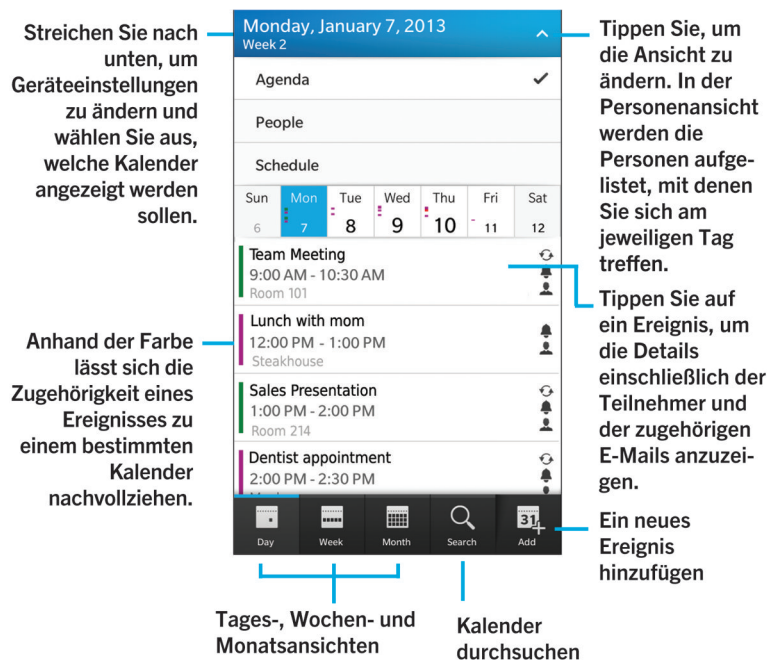 Streichen Sie nach
unten, um
Geräteeinstellungen
zu ändern und
wählen Sie aus,
welche Kalender
angezeigt werden
sollen.
Anhand der Farbe
lässt sich die
Zugehörigkeit eines
Ereignisses zu
einem bestimmten
Kalender
nachvollziehen.
Monday, January 7, 2013
Week 2
Agenda
People
Schedule
Sun Mon Tue Wed Thu Fri Sat
6 7 8 9 10 11 12
Team Meeting
9:00 AM - 10:30 AM
Room 101
Lunch with mom
12:00 PM - 1:00 PM
Steakhouse
Sales Presentation
1:00 PM - 2:00 PM
Room 214
Dentist appointment
2:00 PM - 2:30 PM
31
Day Week Month Search Add
Tippen Sie, um
die Ansicht zu
ändern. In der
Personenansicht
werden die
Personen aufge-
listet, mit denen
Sie sich am
jeweiligen Tag
treffen.
Tippen Sie auf
ein Ereignis, um
die Details
einschließlich der
Teilnehmer und
der zugehörigen
E-Mails anzuzei-
gen.
Ein neues
Ereignis
hinzufügen
Tages-, Wochen- und
Monatsansichten
Kalender
durchsuchen